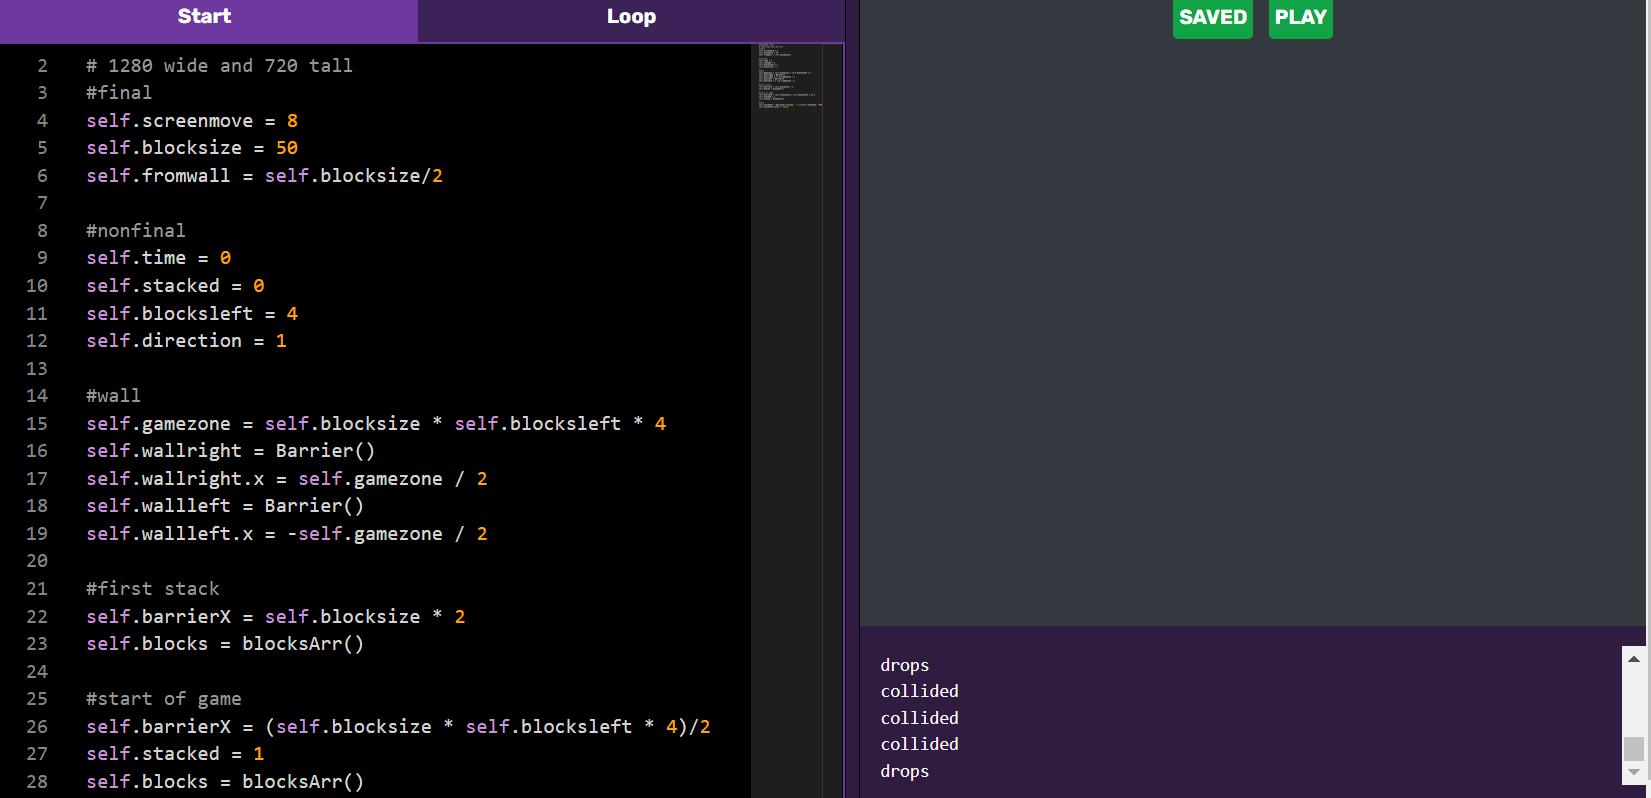 Start
Loop
SAVED
PLAY
2 # 1280 wide and 720 tall
3 #final
4 self.screenmove = 8
5 self.blocksize = 50
6 self.fromwall = self.blocksize/2
7
8 #nonfinal
9 self.time = 0
10 self.stacked = 0
11 self.blocksleft = 4
12 self.direction = 1
13
14 #wall
15 self.gamezone = self.blocksize * self.blocksleft * 4
16 self.wallright = Barrier()
17 self.wallright.x = self.gamezone / 2
18 self.wallleft = Barrier()
19 self.wallleft.x = -self.gamezone / 2
20
21 #first stack
22 self.barrierX = self.blocksize * 2
23 self.blocks = blocksArr()
24
25 #start of game
26 self.barrierX = (self.blocksize * self.blocksleft * 4)/2
27 self.stacked = 1
28 self.blocks = blocksArr()
drops
collided
collided
collided
drops